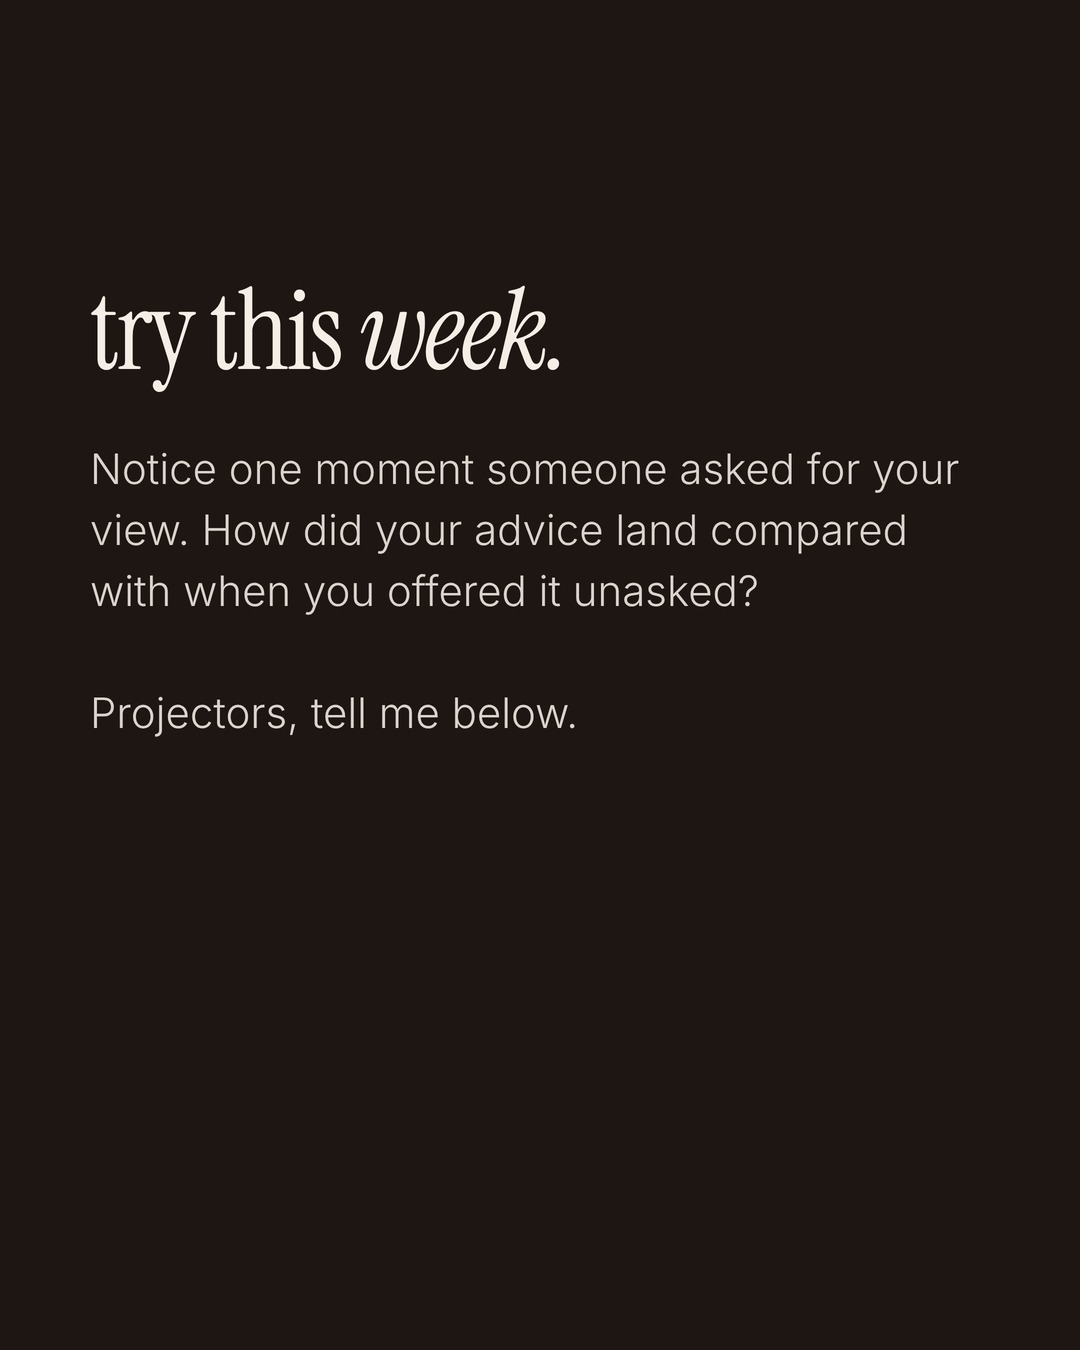 try this week.
Notice one moment someone asked for your
view. How did your advice land compared
with when you offered it unasked?
Projectors, tell me below.